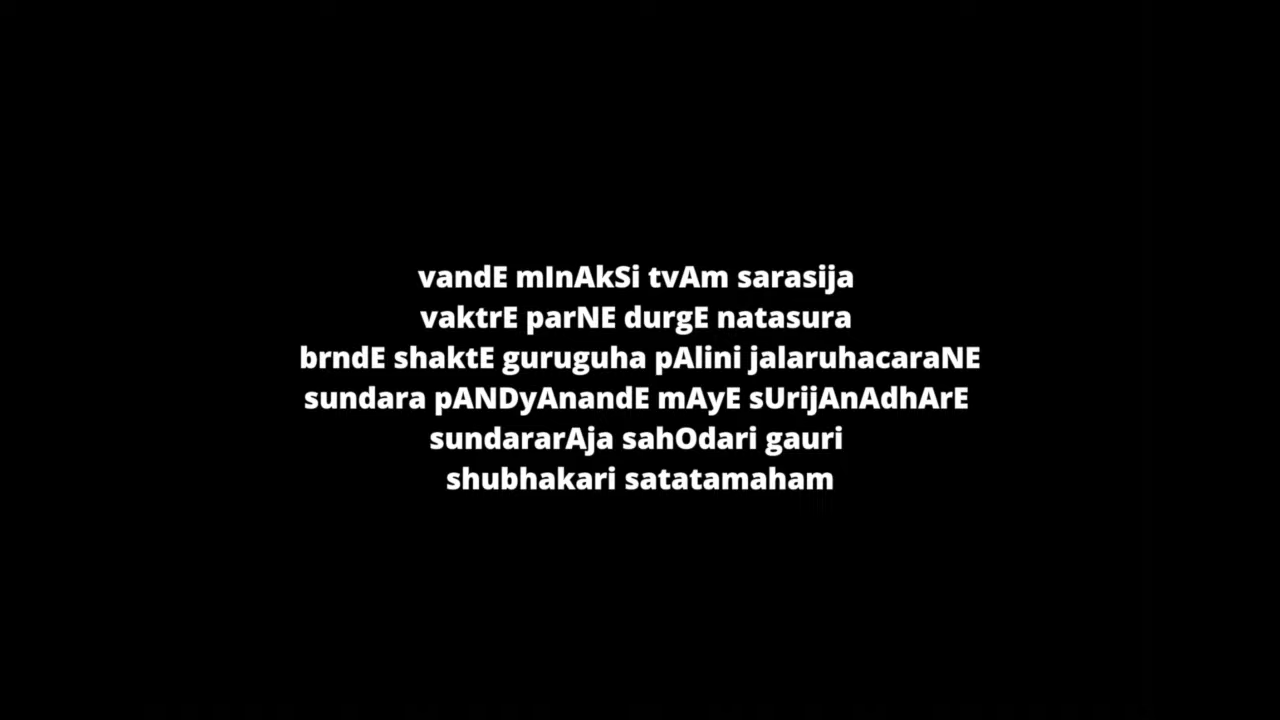 vandE mInAkSi tvAm sarasija
vaktrE parNE durgE natasura
brndE shaktE guruguha pAlini jalaruhacaraNE
sundara pANDyAnandE mAyE sUrijAnAdhArE
sundararAja sahOdari gauri
shubhakari satatamaham